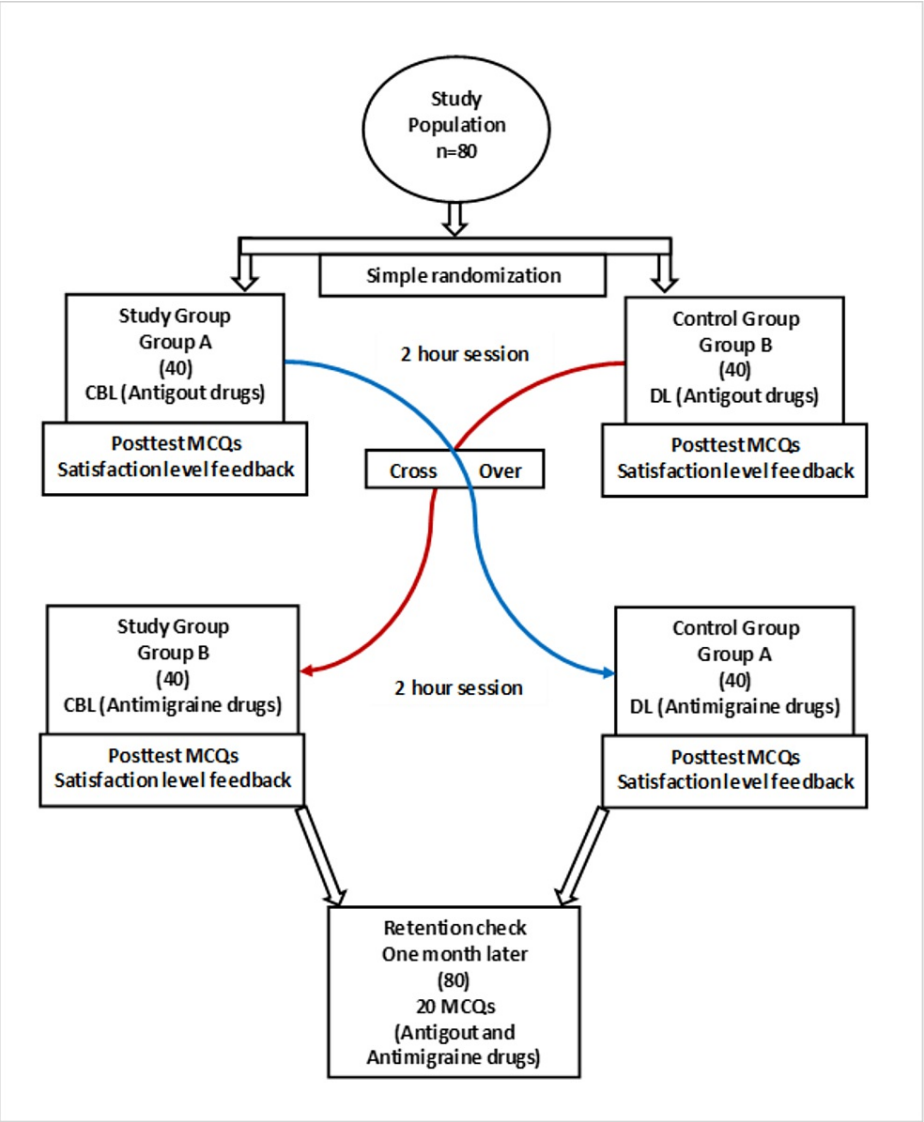 Study
Population
n=80
Simple randomization
Study Group
Group A
(40)
CBL (Antigout drugs)
Posttest MCQs
Satisfaction level feedback
2 hour session
Control Group
Group B
(40)
DL (Antigout drugs)
Posttest MCQs
Satisfaction level feedback
Cross Over
Study Group
Group B
(40)
CBL (Antimigraine drugs)
Posttest MCQs
Satisfaction level feedback
2 hour session
Control Group
Group A
(40)
DL (Antimigraine drugs)
Posttest MCQs
Satisfaction level feedback
Retention check
One month later
(80)
20 MCQs
(Antigout and
Antimigraine drugs)